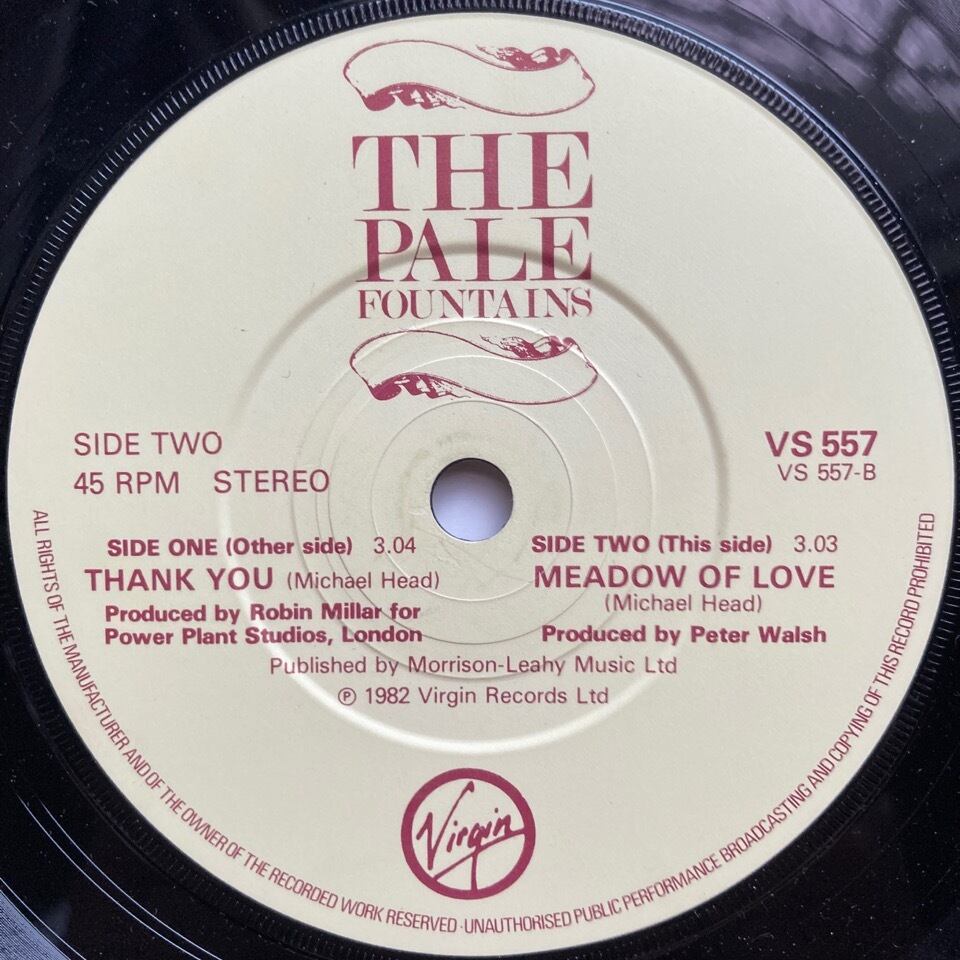 THE
PALE
FOUNTAINS
SIDE TWO
45 RPM STEREO
VS 557
VS 557-B
SIDE ONE (Other side) 3.04
THANK YOU (Michael Head)
Produced by Robin Millar for
Power Plant Studios, London
SIDE TWO (This side) 3.03
MEADOW OF LOVE
(Michael Head)
Produced by Peter Walsh
Published by Morrison-Leahy Music Ltd
℗ 1982 Virgin Records Ltd
Virgin
ALL RIGHTS OF THE MANUFACTURER AND OF THE OWNER OF THE RECORDED WORK RESERVED · UNAUTHORISED PUBLIC PERFORMANCE BROADCASTING AND COPYING OF THIS RECORD PROHIBITED